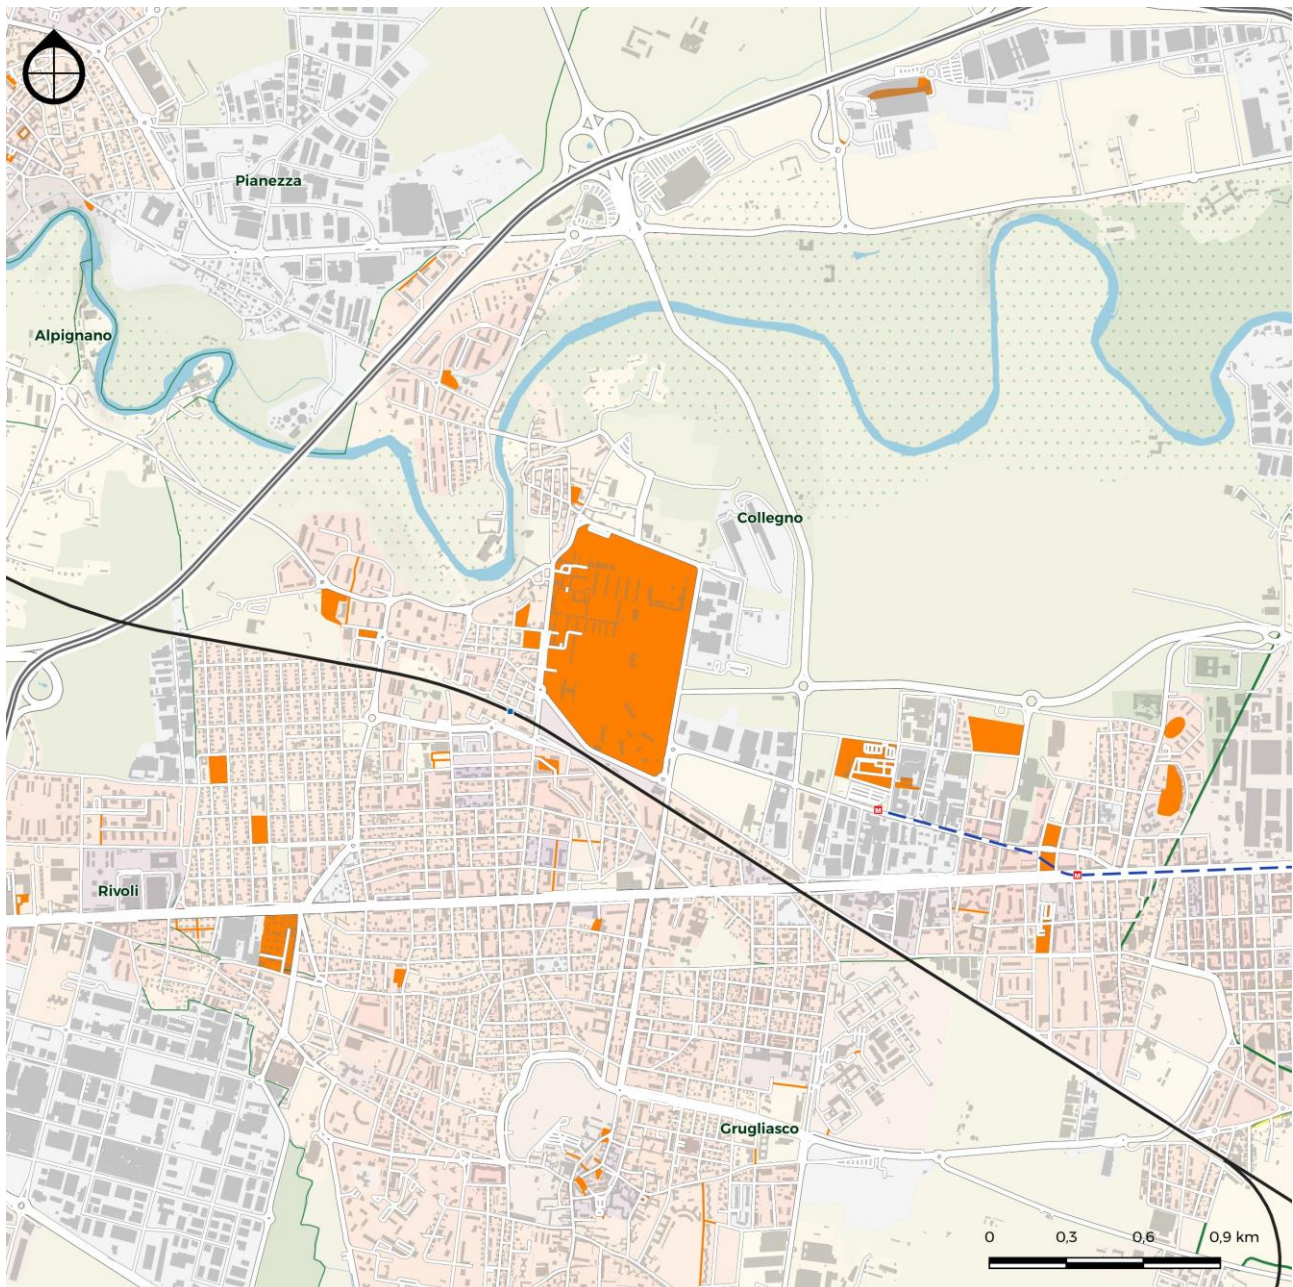 Pianezza
Alpignano
Collegno
M
M
Rivoli
Grugliasco
0 0,3 0,6 0,9 km